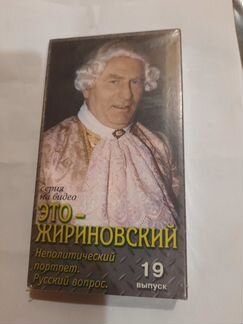 серия
на видео
ЭТО -
ЖИРИНОВСКИЙ
Неполитический
портрет.
Русский вопрос.
19
выпуск